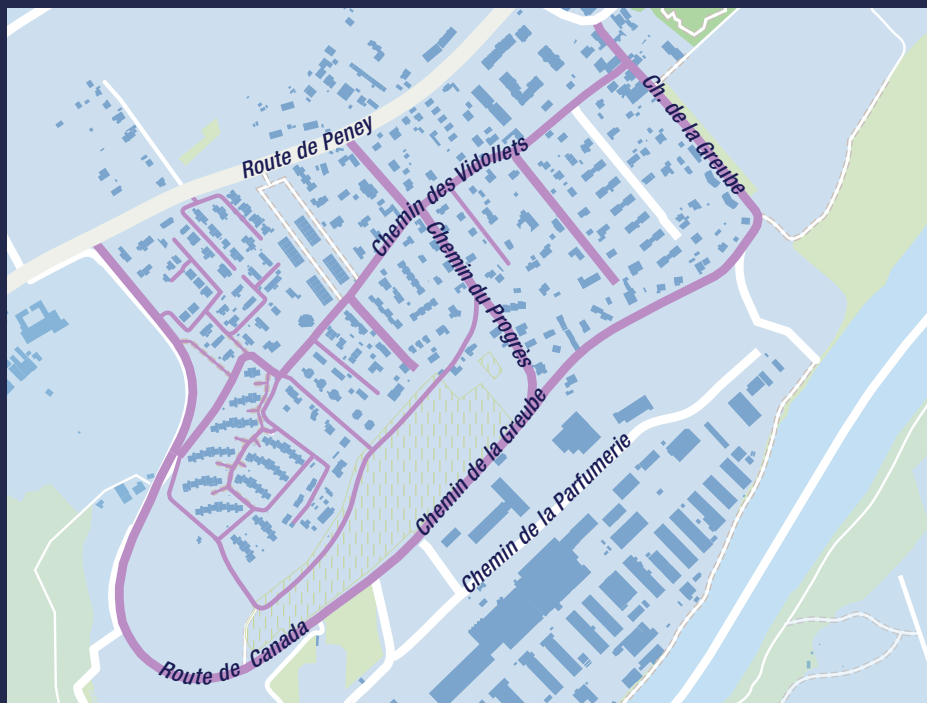 Route de Peney
Ch. de la Greube
Chemin des Vidollets
Chemin du Progrès
Chemin de la Greube
Chemin de la Parfumerie
Route de Canada